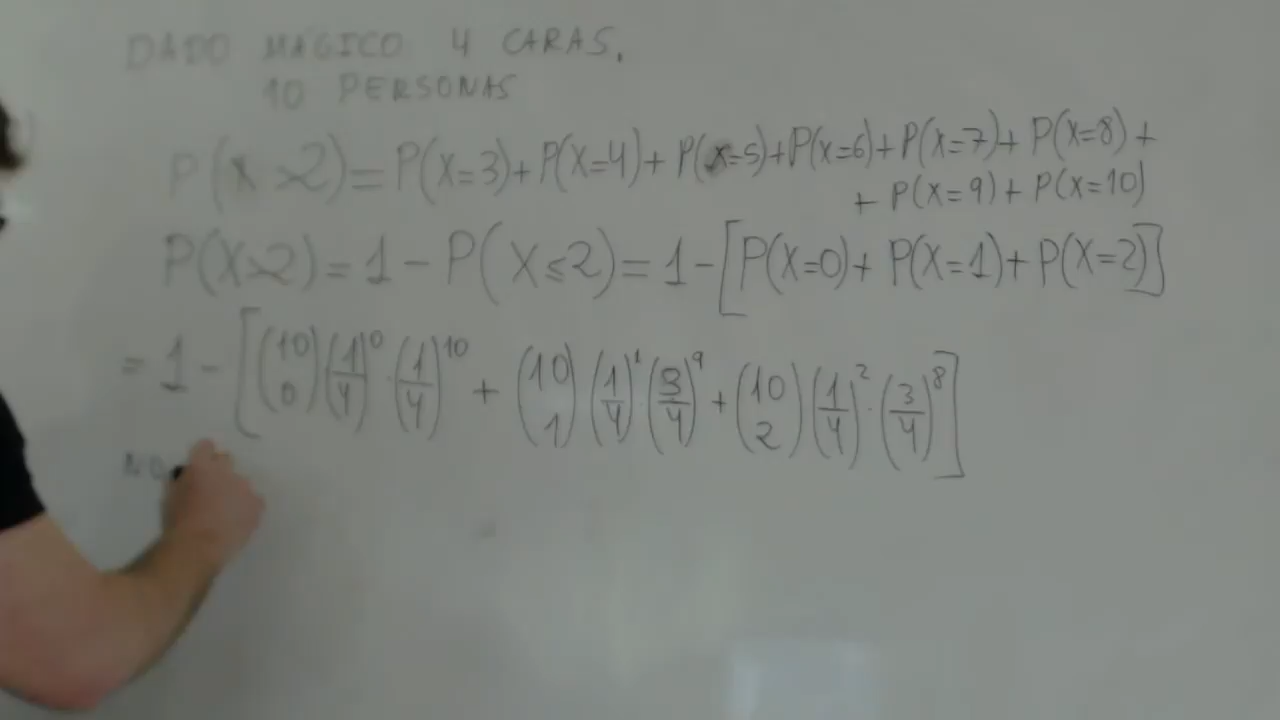 DADO MAGICO 4 CARAS,
10 PERSONAS
P(X>2)=P(X=3)+P(X=4)+P(X=5)+P(X=6)+P(X=7)+P(X=8)+
+P(X=9)+P(X=10)
P(X>2)=1-P(X≤2)=1-[P(X=0)+P(X=1)+P(X=2)]
=1-[(10 0)(1/4)^0·(1/4)^10+(10 1)(1/4)^1(3/4)^9+(10 2)(1/4)^2·(3/4)^8]
NO